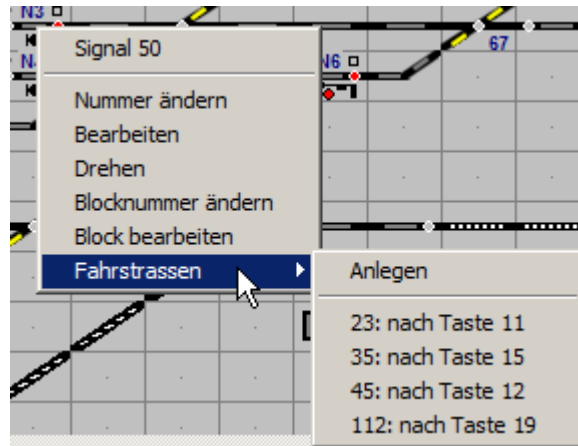 N3
67
Signal 50
N6
Nummer ändern
Bearbeiten
Drehen
Blocknummer ändern
Block bearbeiten
Fahrstrassen
Anlegen
23: nach Taste 11
35: nach Taste 15
45: nach Taste 12
112: nach Taste 19